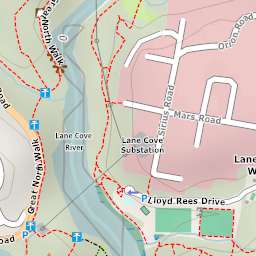 North Walk
Orion Road
Sirius Road
Mars Road
Road
Lane Cove
River
Lane Cove
Substation
Great North Walk
Lane
W
P
Lloyd Rees Drive
Road
P